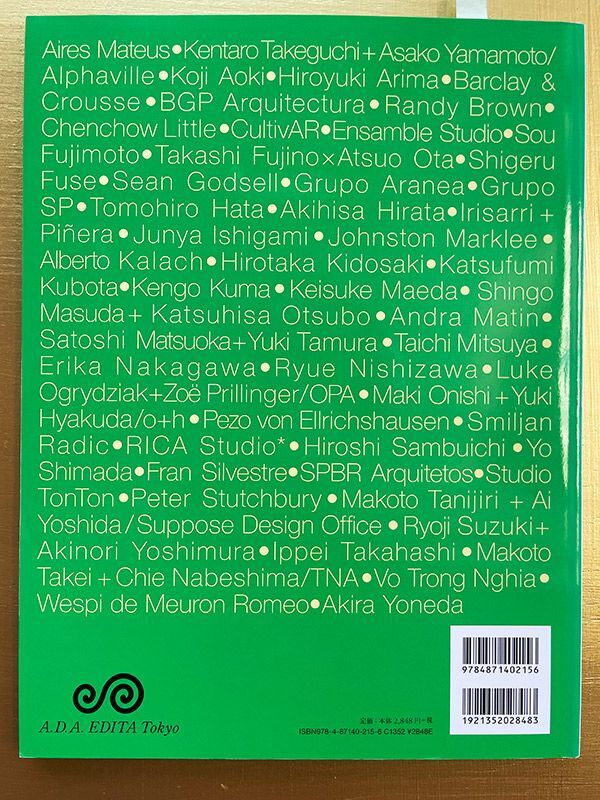 Aires Mateus•Kentaro Takeguchi+Asako Yamamoto/
Alphaville•Koji Aoki•Hiroyuki Arima•Barclay &
Crousse•BGP Arquitectura•Randy Brown•
Chenchow Little•CultivAR•Ensamble Studio•Sou
Fujimoto•Takashi Fujino×Atsuo Ota•Shigeru
Fuse•Sean Godsell•Grupo Aranea•Grupo
SP•Tomohiro Hata•Akihisa Hirata•Irisarri+
Piñera•Junya Ishigami•Johnston Marklee•
Alberto Kalach•Hirotaka Kidosaki•Katsufumi
Kubota•Kengo Kuma•Keisuke Maeda•Shingo
Masuda+Katsuhisa Otsubo•Andra Matin•
Satoshi Matsuoka+Yuki Tamura•Taichi Mitsuya•
Erika Nakagawa•Ryue Nishizawa•Luke
Ogrydziak+Zoë Prillinger/OPA•Maki Onishi+Yuki
Hyakuda/o+h•Pezo von Ellrichshausen•Smiljan
Radic•RICA Studio*•Hiroshi Sambuichi•Yo
Shimada•Fran Silvestre•SPBR Arquitetos•Studio
TonTon•Peter Stutchbury•Makoto Tanijiri+Ai
Yoshida/Suppose Design Office•Ryoji Suzuki+
Akinori Yoshimura•Ippei Takahashi•Makoto
Takei+Chie Nabeshima/TNA•Vo Trong Nghia•
Wespi de Meuron Romeo•Akira Yoneda
9784871402156
1921352028483
A.D.A. EDITA Tokyo
定価:本体2,848円+税
ISBN978-4-87140-215-6 C1352 ¥2848E